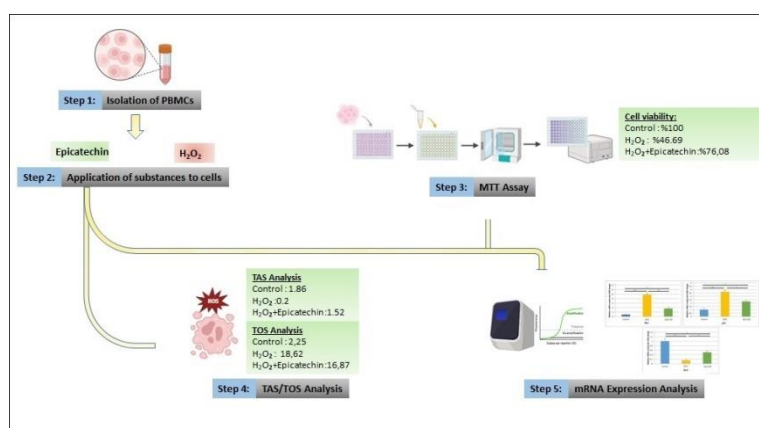 Step 1: Isolation of PBMCs
Epicatechin
H₂O₂
Step 2: Application of substances to cells
Cell viability:
Control :%100
H₂O₂ : %46.69
H₂O₂+Epicatechin:%76,08
Step 3: MTT Assay
ROS
TAS Analysis
Control : 1.86
H₂O₂ :0.2
H₂O₂+Epicatechin:1.52
TOS Analysis
Control : 2,25
H₂O₂ : 18,62
H₂O₂+Epicatechin:16,87
Step 4: TAS/TOS Analysis
Step 5: mRNA Expression Analysis